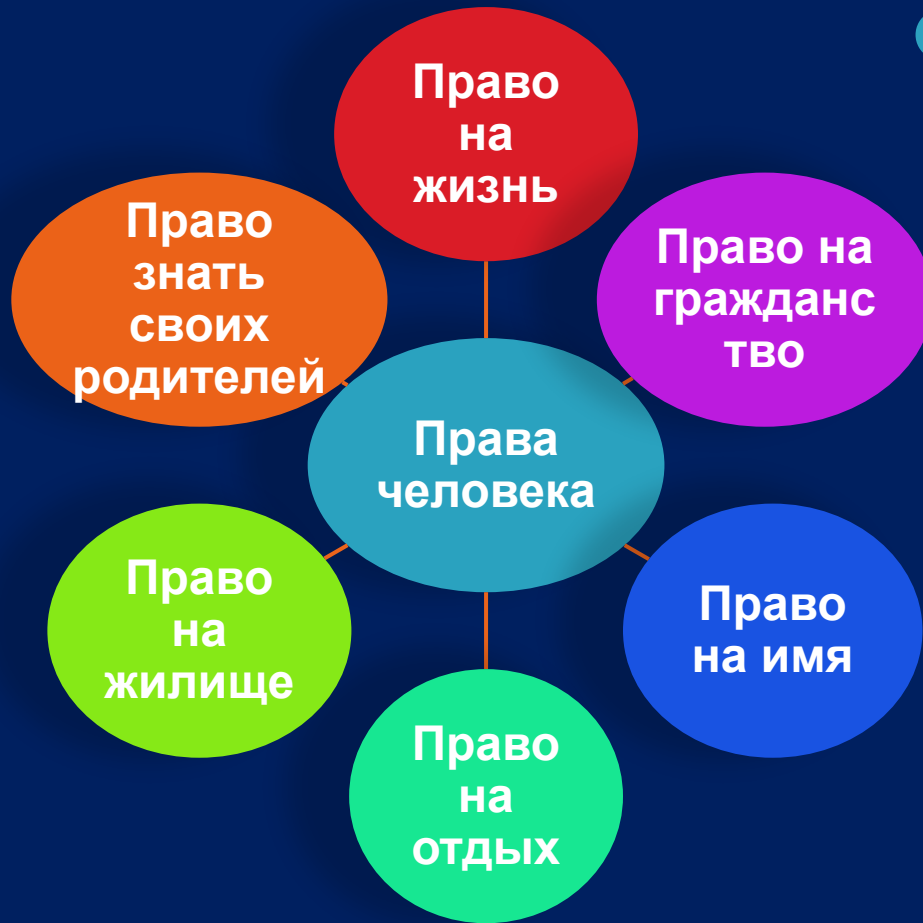 Право
на
жизнь
Право
знать
своих
родителей
Право на
гражданс
тво
Права
человека
Право
на
жилище
Право
на имя
Право
на
отдых